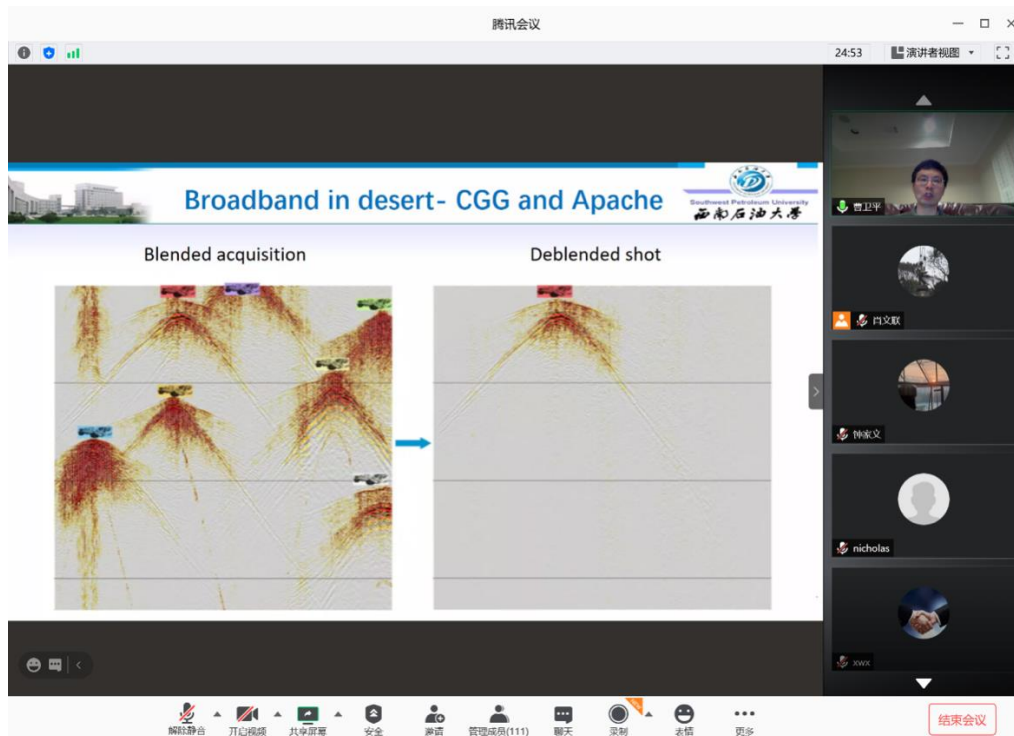 腾讯会议
24:53
演讲者视图
Broadband in desert- CGG and Apache
Southwest Petroleum University
西南石油大学
Blended acquisition
Deblended shot
曹卫平
肖文联
钟家文
nicholas
xwx
解除静音
开启视频
共享屏幕
安全
邀请
管理成员(111)
聊天
录制
表情
更多
结束会议